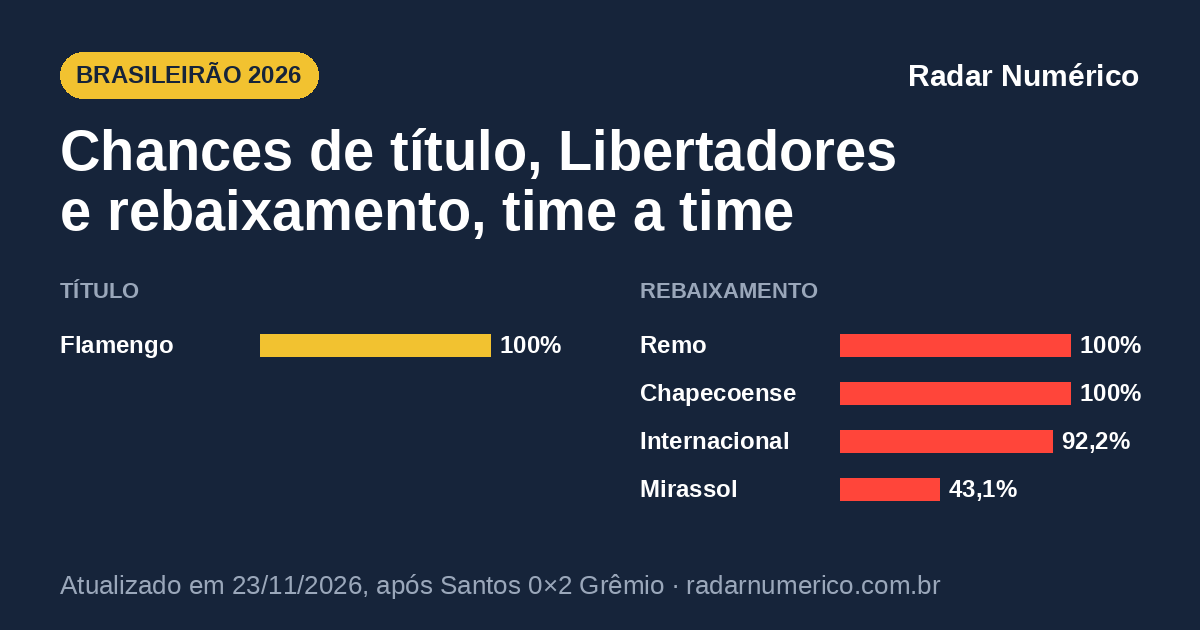 BRASILEIRÃO 2026
Radar Numérico
Chances de título, Libertadores
e rebaixamento, time a time
TÍTULO
Flamengo 100%
REBAIXAMENTO
Remo 100%
Chapecoense 100%
Internacional 92,2%
Mirassol 43,1%
Atualizado em 23/11/2026, após Santos 0×2 Grêmio · radarnumerico.com.br